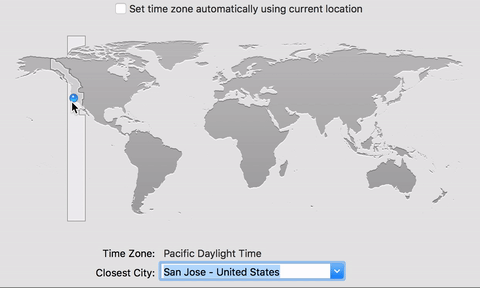 Set time zone automatically using current location
Time Zone: Pacific Daylight Time
Closest City: San Jose - United States